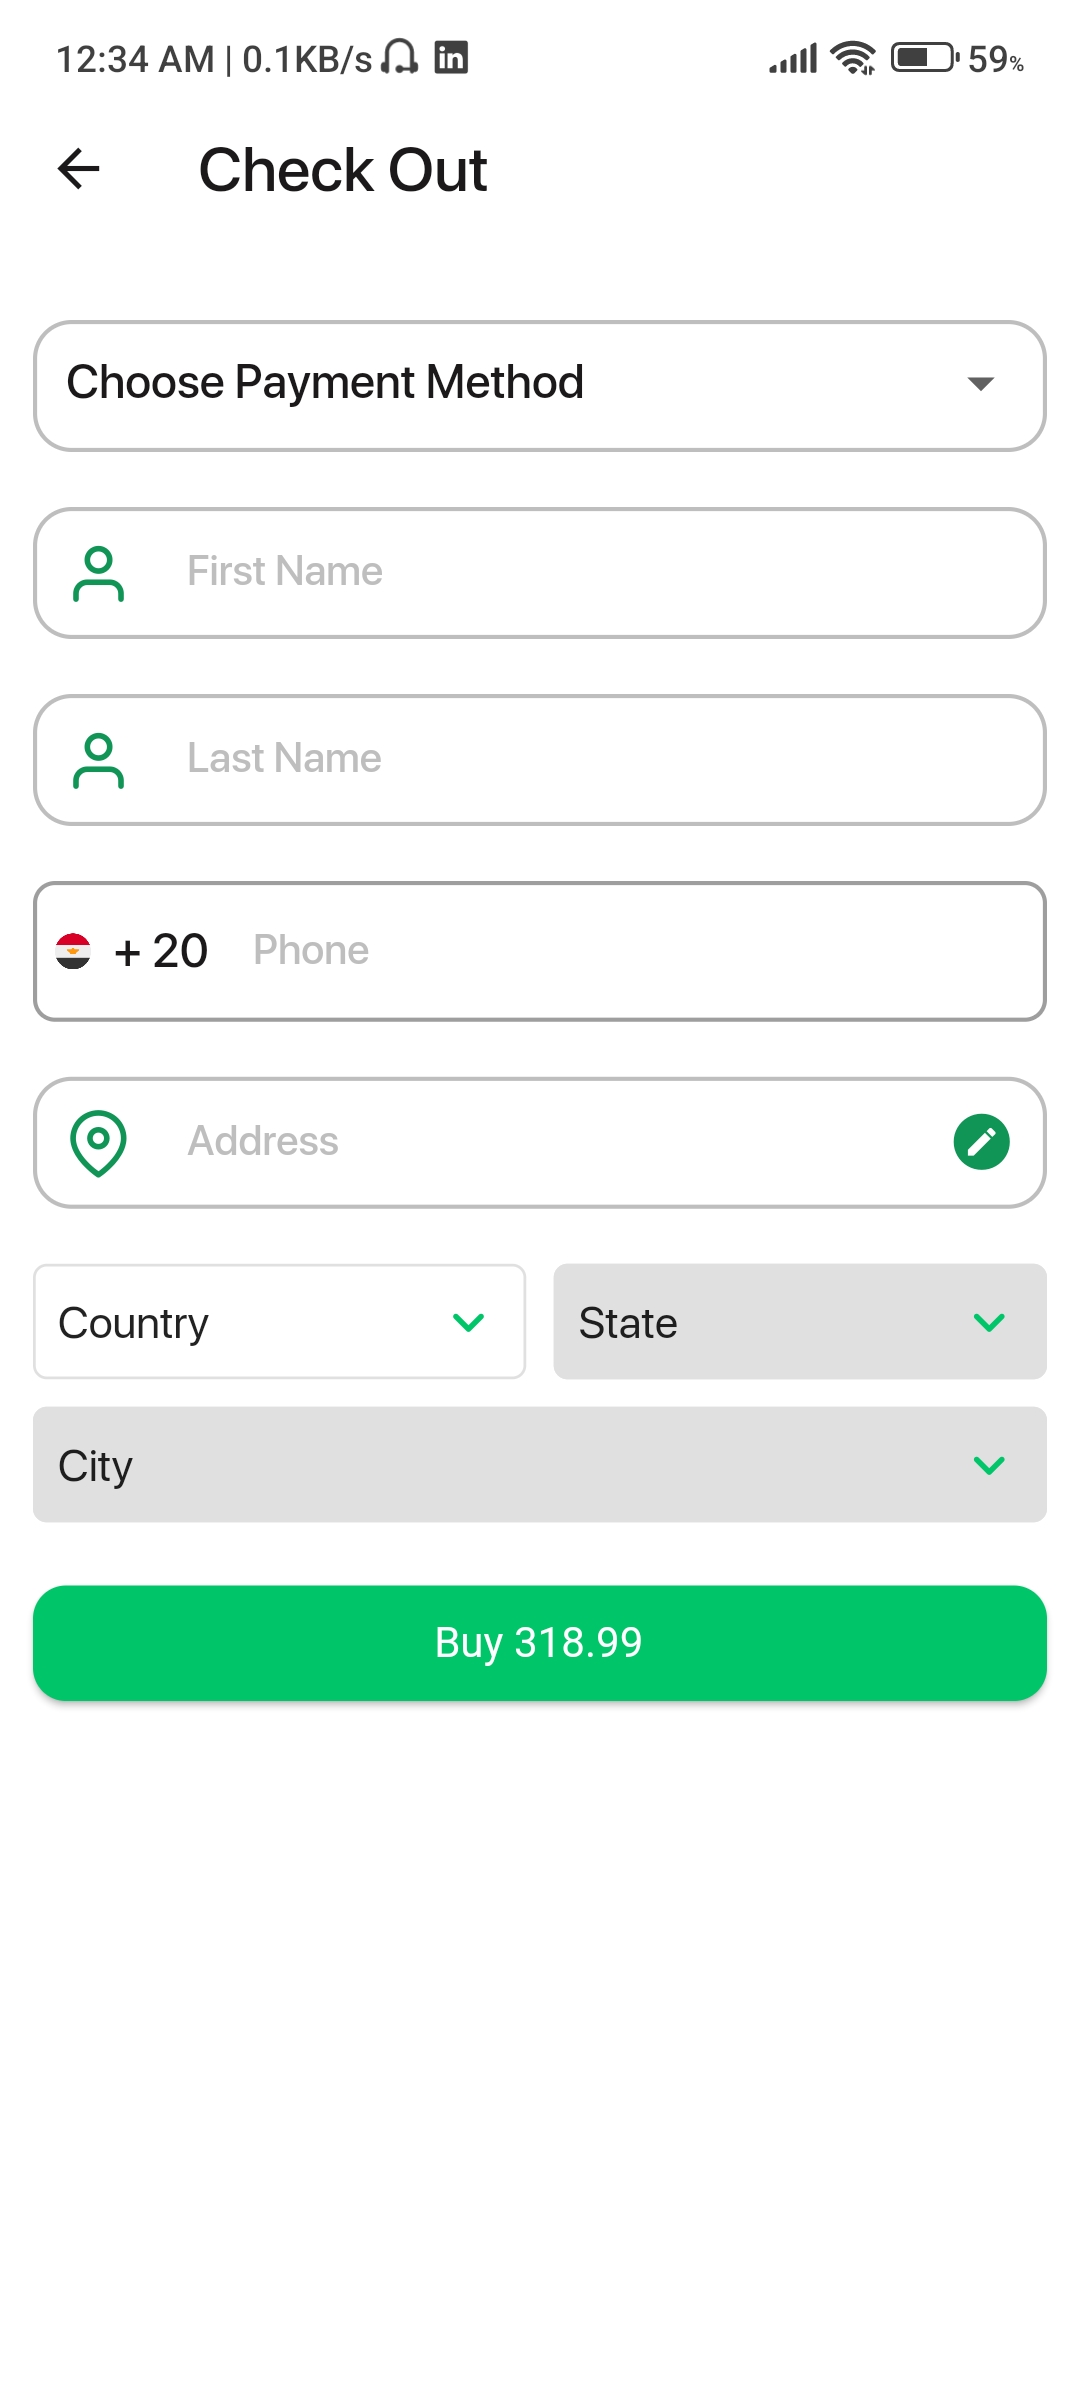 12:34 AM | 0.1KB/s in 59%
Check Out
Choose Payment Method
First Name
Last Name
+ 20 Phone
Address
Country State
City
Buy 318.99